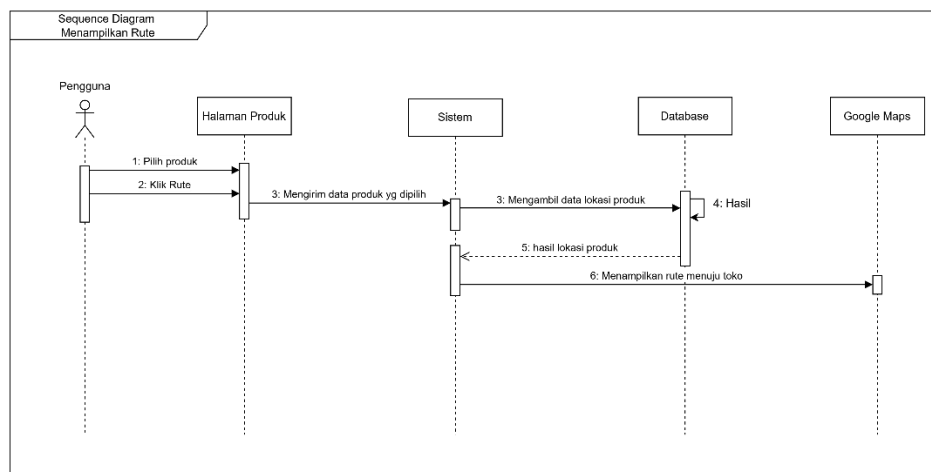 Sequence Diagram
Menampilkan Rute
Pengguna
Halaman Produk
Sistem
Database
Google Maps
1: Pilih produk
2: Klik Rute
3: Mengirim data produk yg dipilih
3: Mengambil data lokasi produk
4: Hasil
5: hasil lokasi produk
6: Menampilkan rute menuju toko